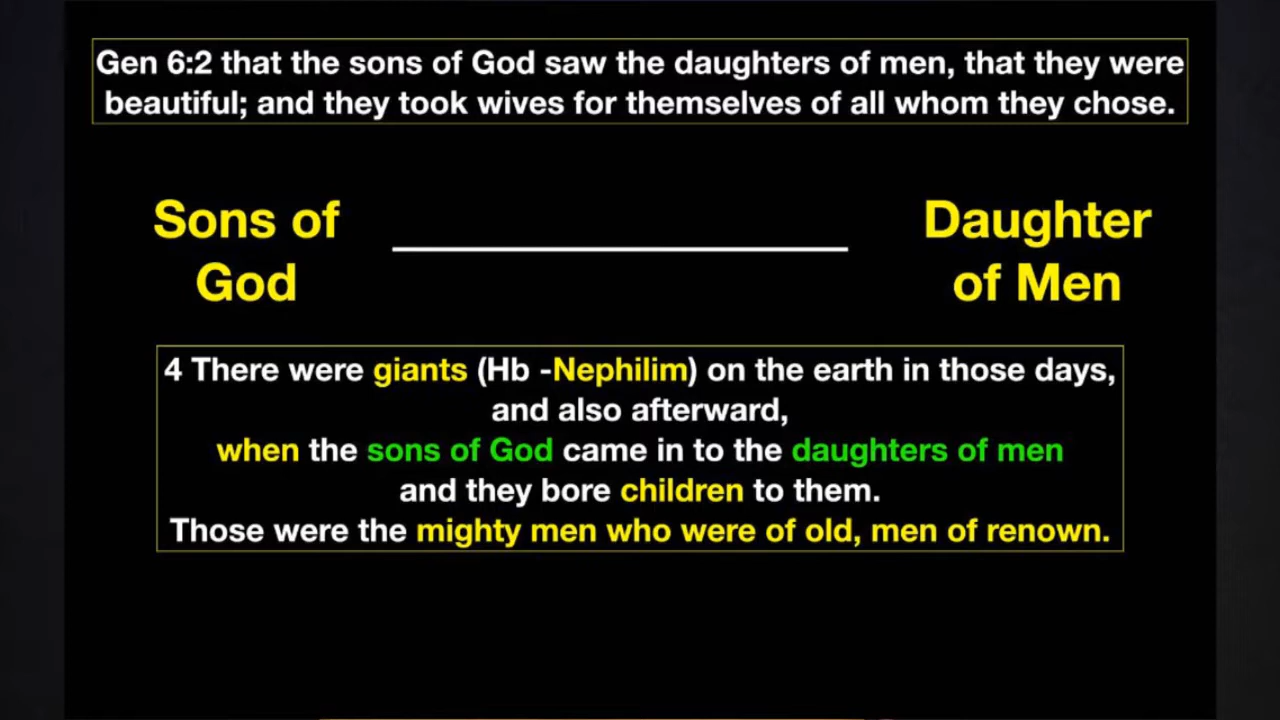 Gen 6:2 that the sons of God saw the daughters of men, that they were
beautiful; and they took wives for themselves of all whom they chose.
Sons of
God
Daughter
of Men
4 There were giants (Hb -Nephilim) on the earth in those days,
and also afterward,
when the sons of God came in to the daughters of men
and they bore children to them.
Those were the mighty men who were of old, men of renown.